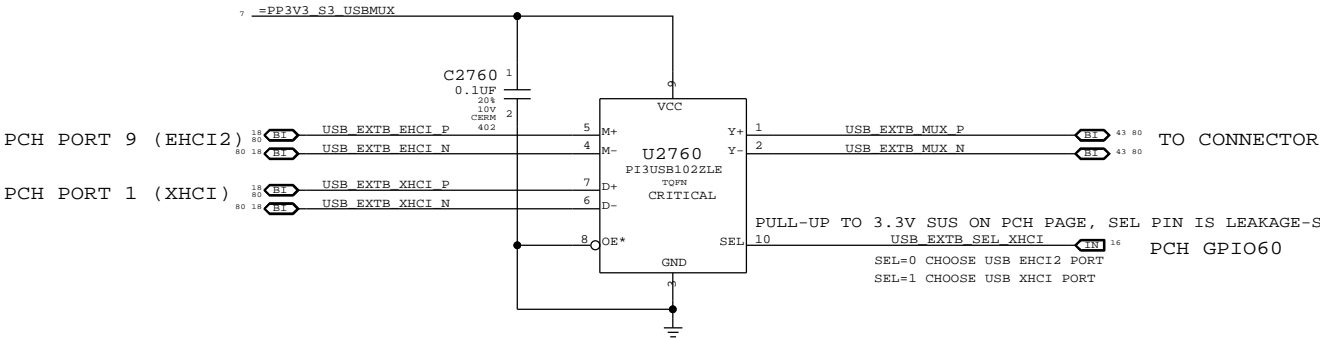 7 =PP3V3_S3_USBMUX
C2760 1
0.1UF
20%
10V
CERM
402
2
9
VCC
PCH PORT 9 (EHCI2)
18
80
BI
USB_EXTB_EHCI_P
5
M+
80 18
BI
USB_EXTB_EHCI_N
4
M-
PCH PORT 1 (XHCI)
18
80
BI
USB_EXTB_XHCI_P
7
D+
80 18
BI
USB_EXTB_XHCI_N
6
D-
8
OE*
U2760
PI3USB102ZLE
TQFN
CRITICAL
GND
3
Y+
1
USB_EXTB_MUX_P
BI
43 80
Y-
2
USB_EXTB_MUX_N
BI
43 80
TO CONNECTOR
PULL-UP TO 3.3V SUS ON PCH PAGE, SEL PIN IS LEAKAGE-S
SEL
10
USB_EXTB_SEL_XHCI
IN
16
PCH GPIO60
SEL=0 CHOOSE USB EHCI2 PORT
SEL=1 CHOOSE USB XHCI PORT